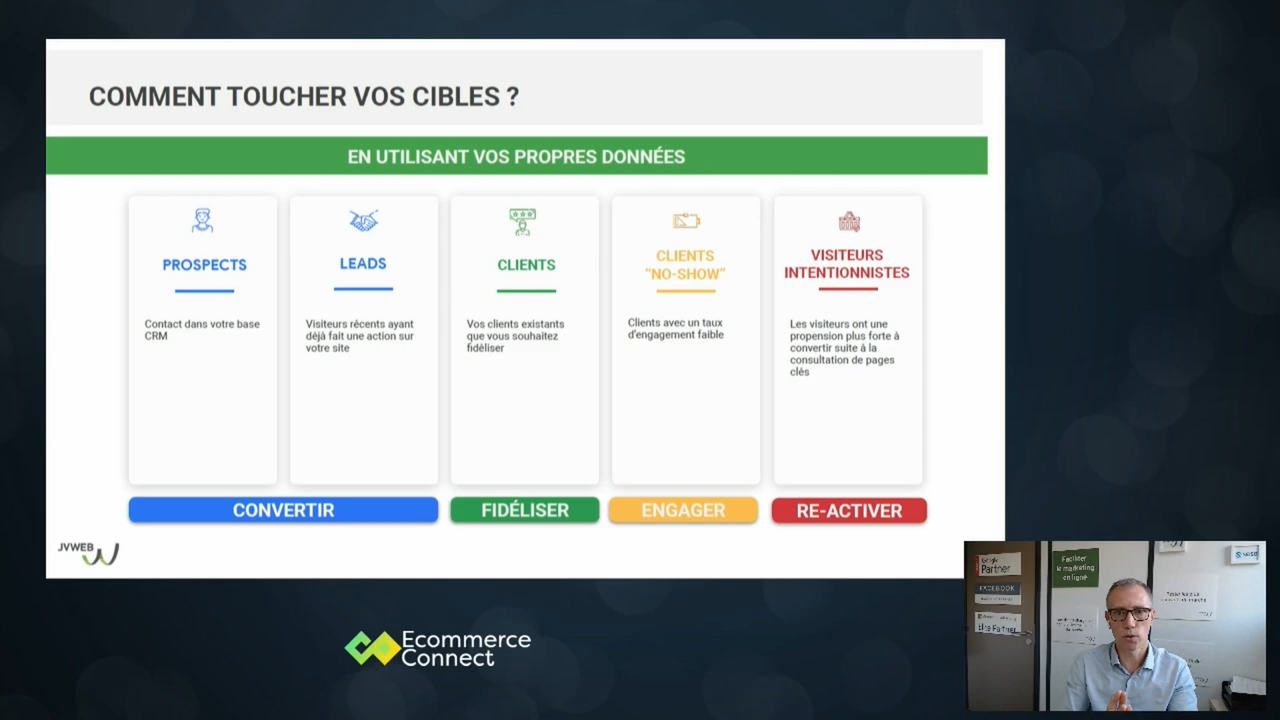 COMMENT TOUCHER VOS CIBLES ?
EN UTILISANT VOS PROPRES DONNÉES
PROSPECTS
Contact dans votre base
CRM
LEADS
Visiteurs récents ayant
déjà fait une action sur
votre site
CLIENTS
Vos clients existants
que vous souhaitez
fidéliser
CLIENTS
“NO-SHOW”
Clients avec un taux
d'engagement faible
VISITEURS
INTENTIONNISTES
Les visiteurs ont une
propension plus forte à
convertir suite à la
consultation de pages
clés
CONVERTIR
FIDÉLISER
ENGAGER
RE-ACTIVER
JVWEB
Ecommerce
Connect
Google
Partner
FACEBOOK
Elite Partner
Faciliter
le marketing
en ligne